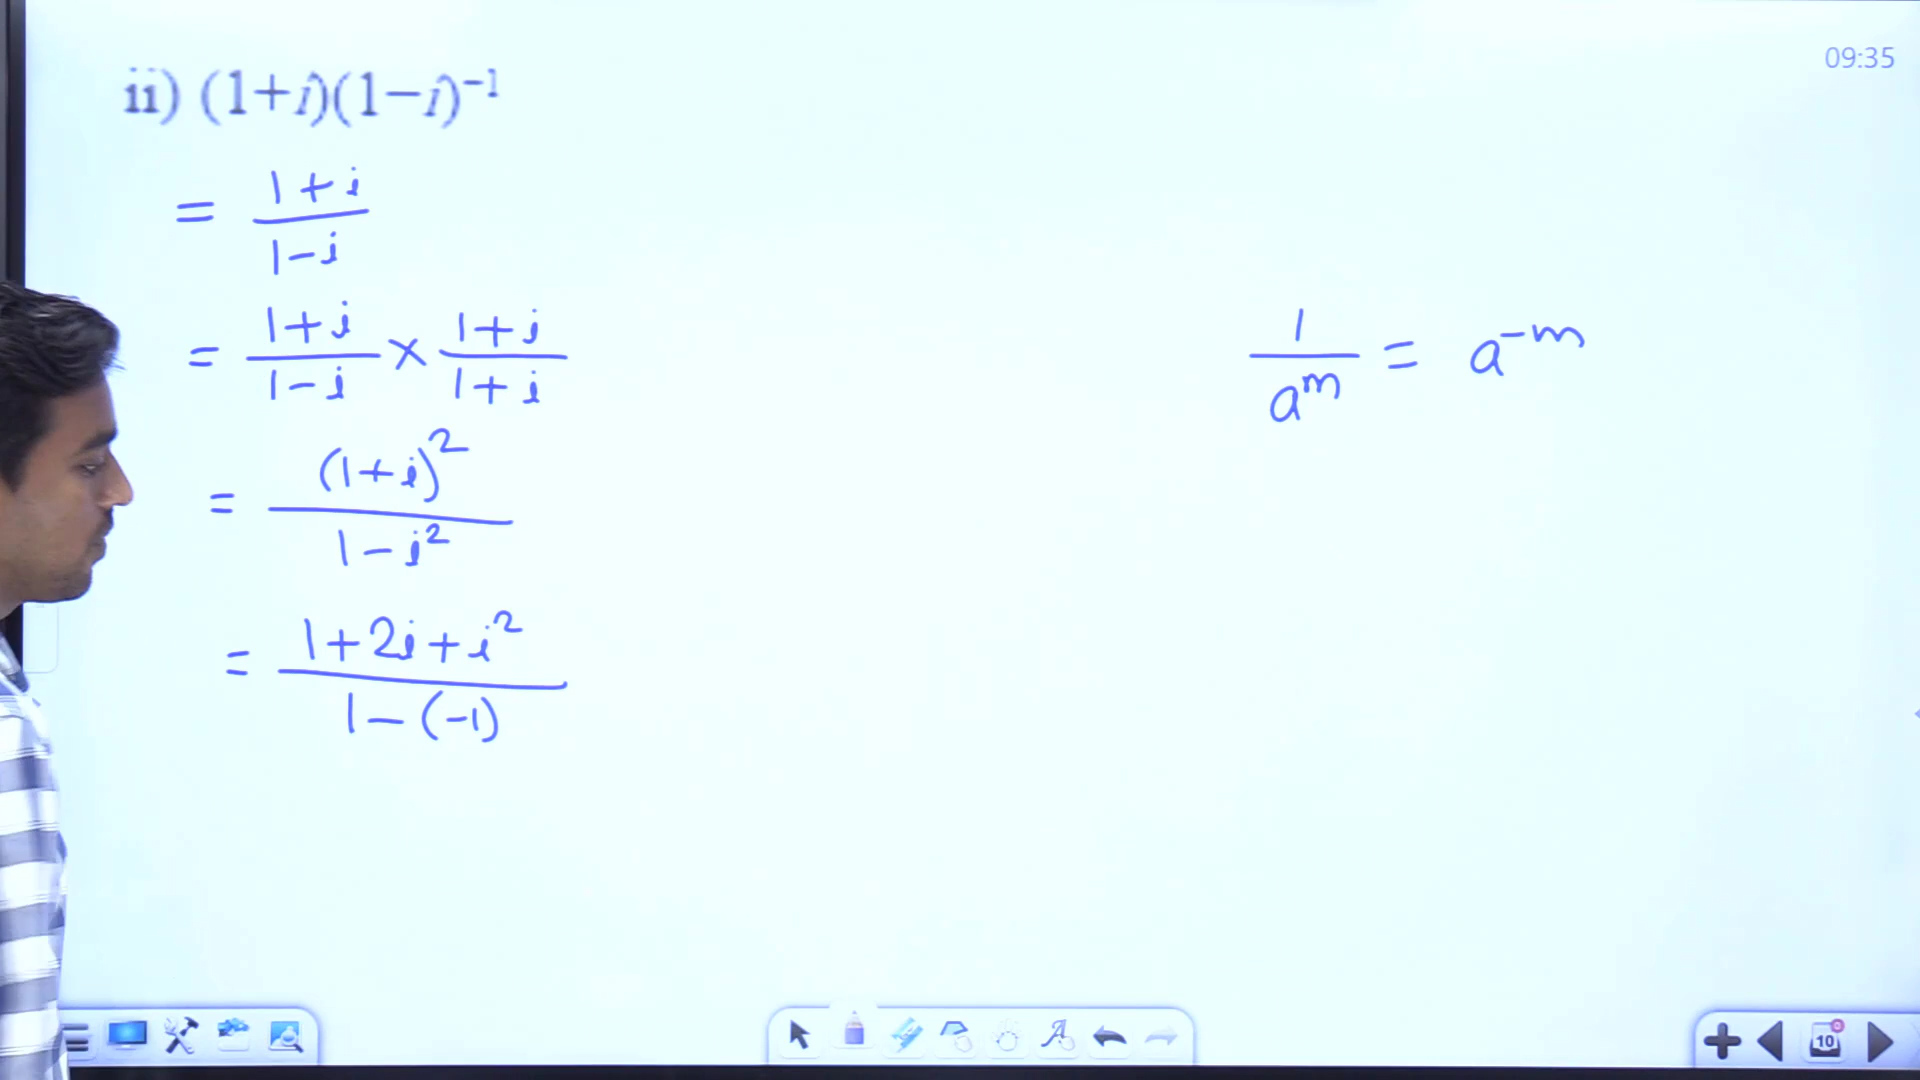 09:35
ii) (1+i)(1−i)⁻¹
= (1+i)/(1−i)
= (1+i)/(1−i) × (1+i)/(1+i)
= (1+i)²/(1−i²)
= (1+2i+i²)/(1−(−1))
1/aᵐ = a⁻ᵐ
10